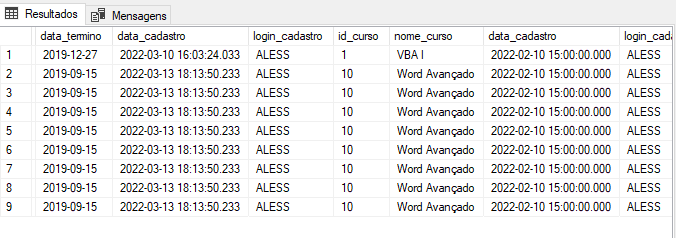 Resultados Mensagens
data_termino data_cadastro login_cadastro id_curso nome_curso data_cadastro login_cada
1 2019-12-27 2022-03-10 16:03:24.033 ALESS 1 VBA I 2022-02-10 15:00:00.000 ALESS
2 2019-09-15 2022-03-13 18:13:50.233 ALESS 10 Word Avançado 2022-02-10 15:00:00.000 ALESS
3 2019-09-15 2022-03-13 18:13:50.233 ALESS 10 Word Avançado 2022-02-10 15:00:00.000 ALESS
4 2019-09-15 2022-03-13 18:13:50.233 ALESS 10 Word Avançado 2022-02-10 15:00:00.000 ALESS
5 2019-09-15 2022-03-13 18:13:50.233 ALESS 10 Word Avançado 2022-02-10 15:00:00.000 ALESS
6 2019-09-15 2022-03-13 18:13:50.233 ALESS 10 Word Avançado 2022-02-10 15:00:00.000 ALESS
7 2019-09-15 2022-03-13 18:13:50.233 ALESS 10 Word Avançado 2022-02-10 15:00:00.000 ALESS
8 2019-09-15 2022-03-13 18:13:50.233 ALESS 10 Word Avançado 2022-02-10 15:00:00.000 ALESS
9 2019-09-15 2022-03-13 18:13:50.233 ALESS 10 Word Avançado 2022-02-10 15:00:00.000 ALESS